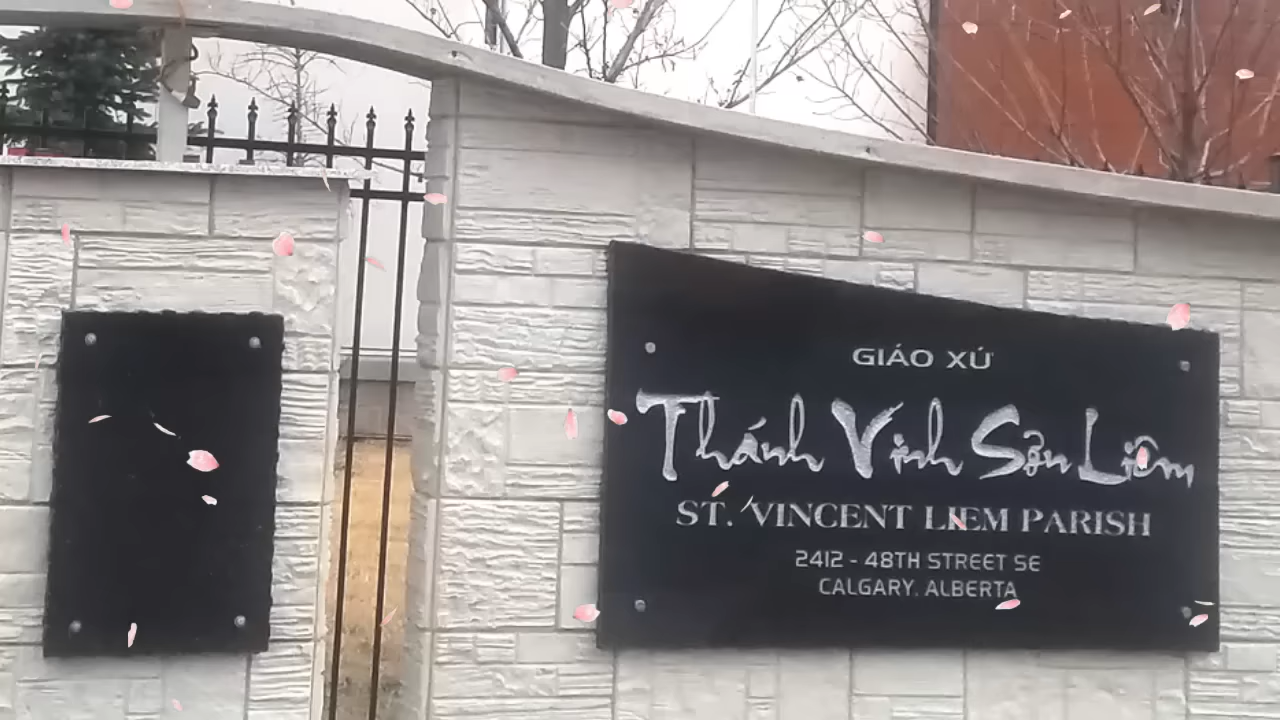 GIÁO XỨ
Thánh Vinh Sơn Liêm
ST. VINCENT LIEM PARISH
2412 - 48TH STREET SE
CALGARY. ALBERTA